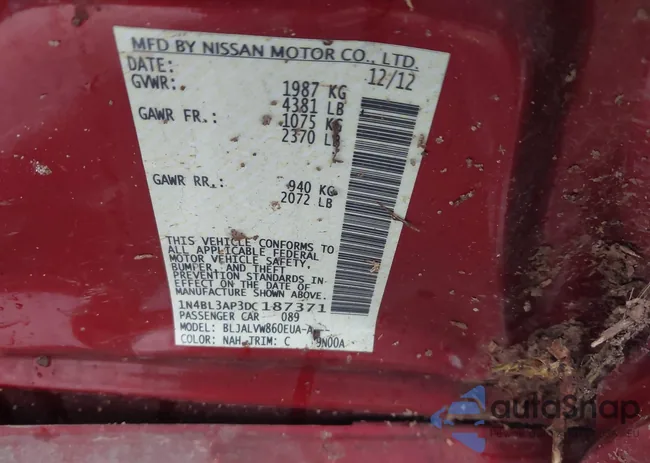 MFD BY NISSAN MOTOR CO., LTD.
DATE: 12/12
GVWR: 1987 KG
4381 LB
GAWR FR.: 1075 KG
2370 LB
GAWR RR.: 940 KG
2072 LB
THIS VEHICLE CONFORMS TO
ALL APPLICABLE FEDERAL
MOTOR VEHICLE SAFETY,
BUMPER, AND THEFT
PREVENTION STANDARDS IN
EFFECT ON THE DATE OF
MANUFACTURE SHOWN ABOVE.
1N4BL3AP3DC187371
PASSENGER CAR 089
MODEL: BLJALVW860EUA-A
COLOR: NAH TRIM: C
autoSnap